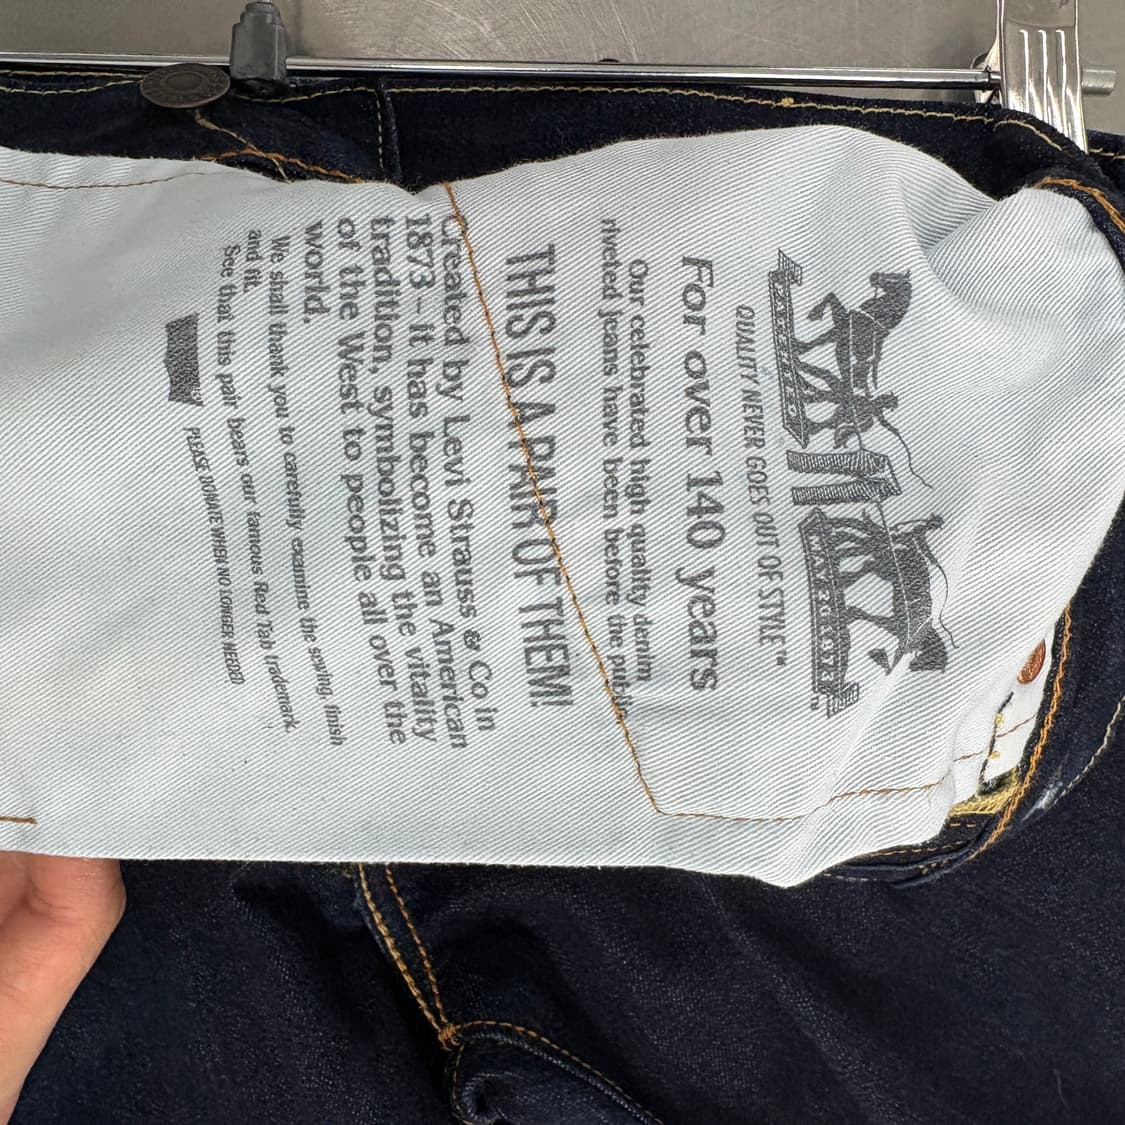 MAY 20 1873
QUALITY NEVER GOES OUT OF STYLE™
For over 140 years
Our celebrated high quality denim
riveted jeans have been before the public
THIS IS A PAIR OF THEM!
Created by Levi Strauss & Co, in
1873 - it has become an American
tradition, symbolizing the vitality
of the West to people all over the
world.
We shall thank you to carefully examine the sewing, finish
and fit.
See that this pair bears our famous Red Tab trademark.
PLEASE DONATE WHEN NO LONGER NEEDED